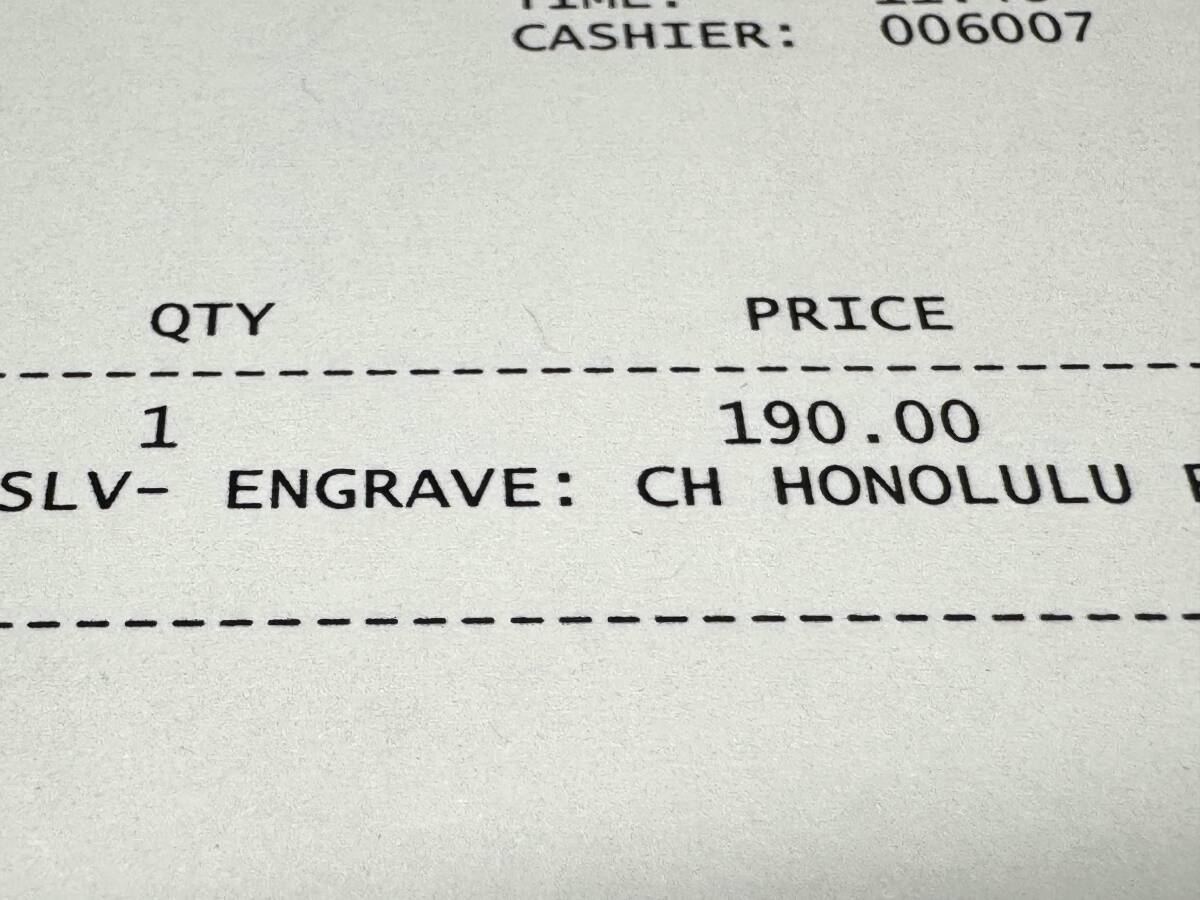 CASHIER: 006007
QTY PRICE
1 190.00
SLV- ENGRAVE: CH HONOLULU